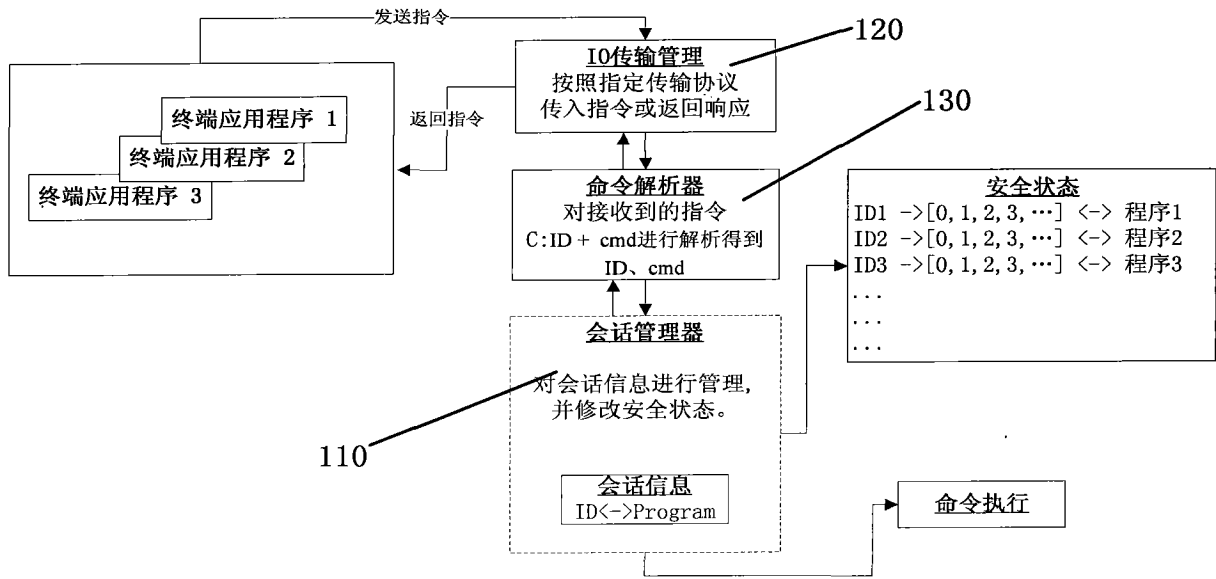 发送指令
IO传输管理
按照指定传输协议
传入指令或返回响应
120
终端应用程序 1
终端应用程序 2
终端应用程序 3
返回指令
130
命令解析器
对接收到的指令
C:ID + cmd进行解析得到
ID、cmd
安全状态
ID1 ->[0,1,2,3,…] <-> 程序1
ID2 ->[0,1,2,3,…] <-> 程序2
ID3 ->[0,1,2,3,…] <-> 程序3
...
...
...
会话管理器
对会话信息进行管理,
并修改安全状态。
110
会话信息
ID<->Program
命令执行